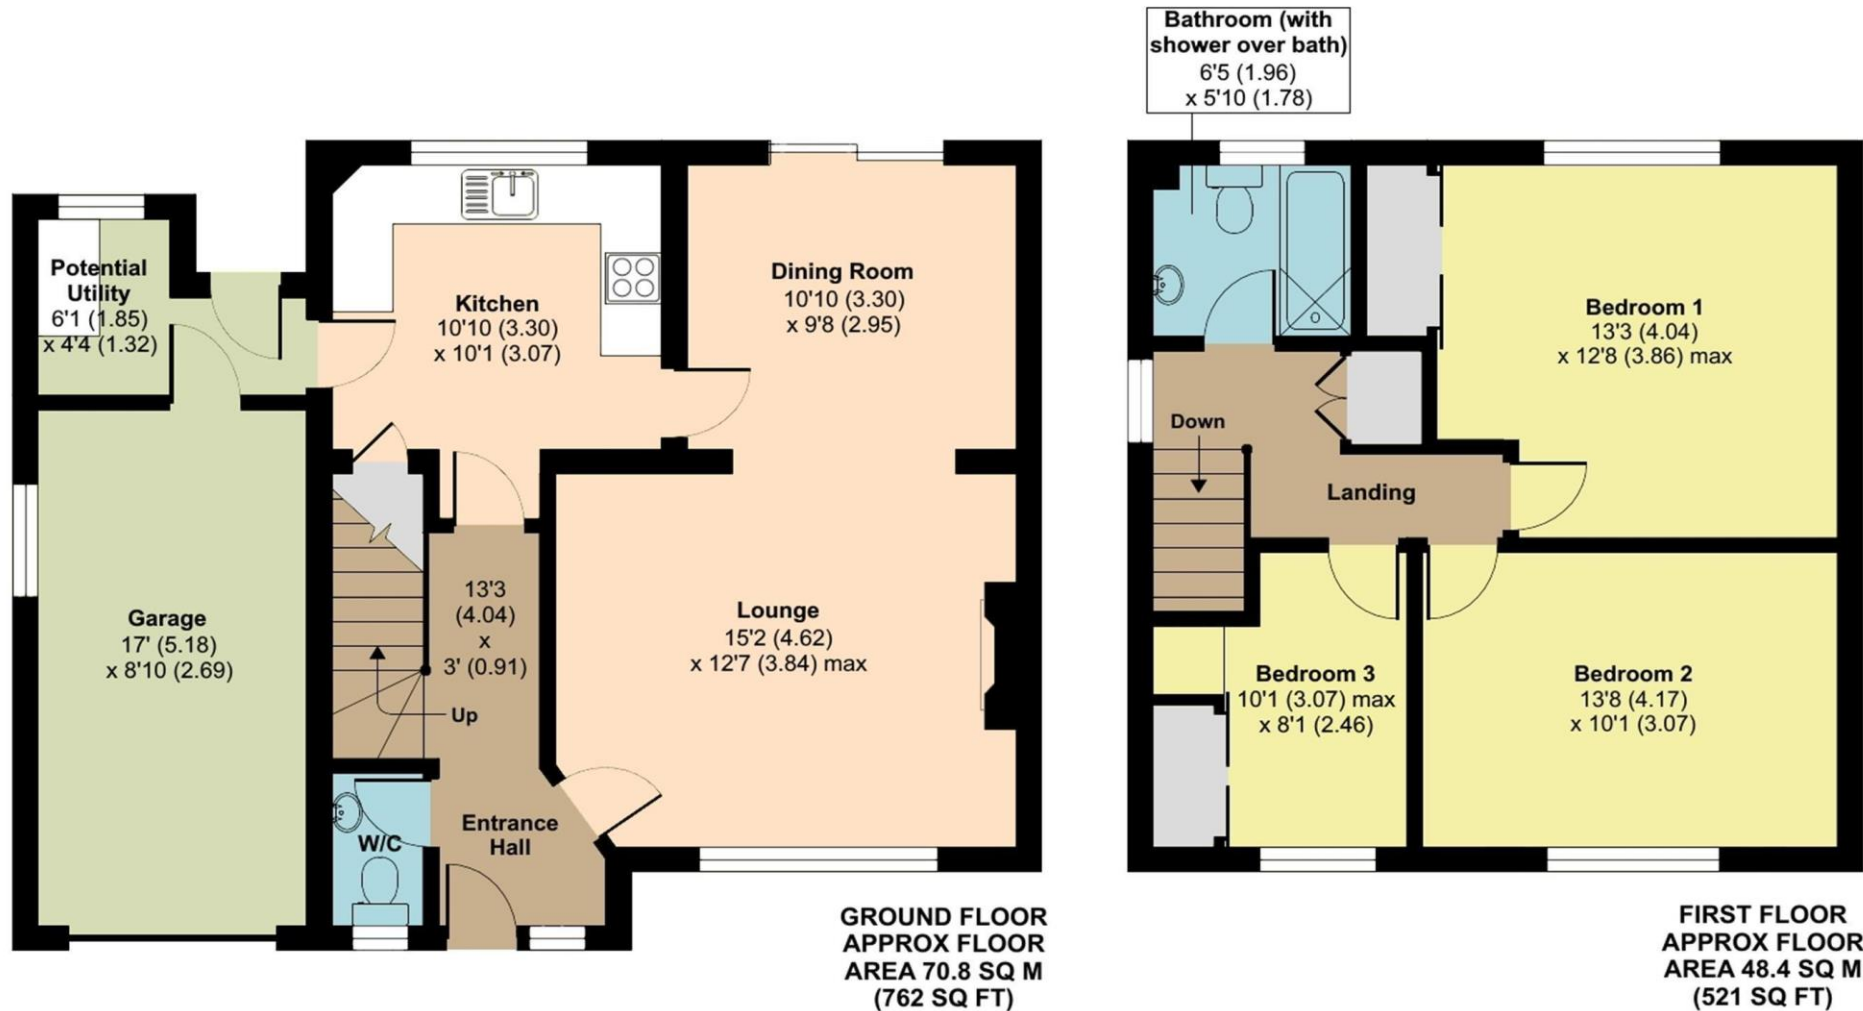 Bathroom (with
shower over bath)
6'5 (1.96)
x 5'10 (1.78)
Potential
Utility
6'1 (1.85)
x 4'4 (1.32)
Kitchen
10'10 (3.30)
x 10'1 (3.07)
Dining Room
10'10 (3.30)
x 9'8 (2.95)
Garage
17' (5.18)
x 8'10 (2.69)
13'3
(4.04)
x
3' (0.91)
Up
Lounge
15'2 (4.62)
x 12'7 (3.84) max
W/C
Entrance
Hall
GROUND FLOOR
APPROX FLOOR
AREA 70.8 SQ M
(762 SQ FT)
Bedroom 1
13'3 (4.04)
x 12'8 (3.86) max
Down
Landing
Bedroom 3
10'1 (3.07) max
x 8'1 (2.46)
Bedroom 2
13'8 (4.17)
x 10'1 (3.07)
FIRST FLOOR
APPROX FLOOR
AREA 48.4 SQ M
(521 SQ FT)